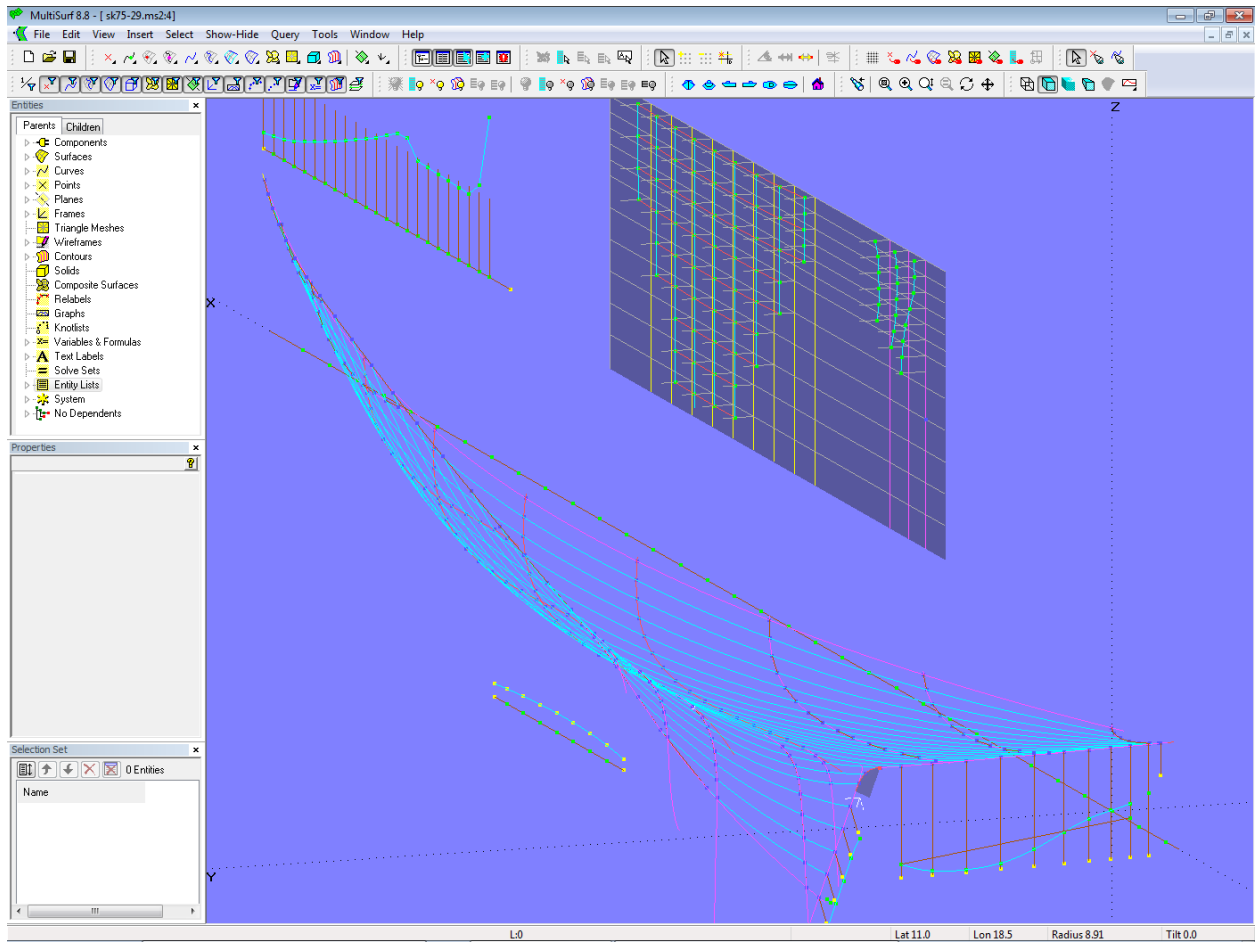 MultiSurf 8.8 - [ sk75-29.ms2:4]
File Edit View Insert Select Show-Hide Query Tools Window Help
Entities
Parents Children
Components
Surfaces
Curves
Points
Planes
Frames
Triangle Meshes
Wireframes
Contours
Solids
Composite Surfaces
Relabels
Graphs
Knotlists
Variables & Formulas
Text Labels
Solve Sets
Entity Lists
System
No Dependents
Properties
Selection Set
0 Entities
Name
Z
X
Y
L:0 Lat 11.0 Lon 18.5 Radius 8.91 Tilt 0.0